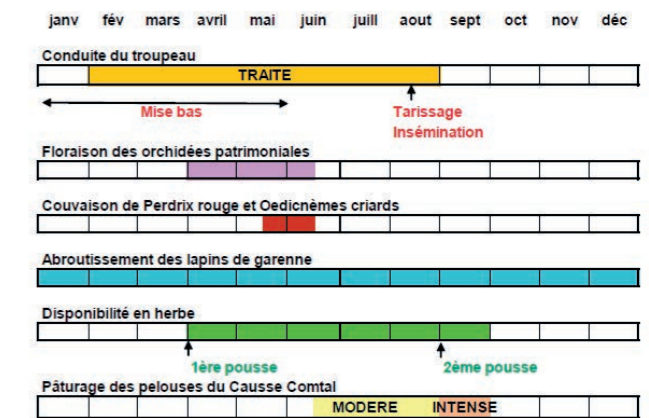 janv fév mars avril mai juin juill aout sept oct nov déc
Conduite du troupeau
TRAITE
Mise bas
Tarissage
Insémination
Floraison des orchidées patrimoniales
Couvaison de Perdrix rouge et Oedicnèmes criards
Abroutissement des lapins de garenne
Disponibilité en herbe
1ère pousse 2ème pousse
Pâturage des pelouses du Causse Comtal
MODERE INTENSE